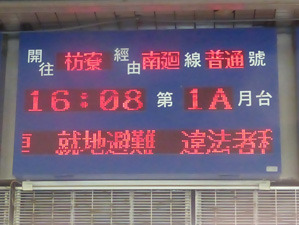 開往 枋寮 經由 南迴 線 普通 號
16:08 第 1A 月台
就地避難 違法者科